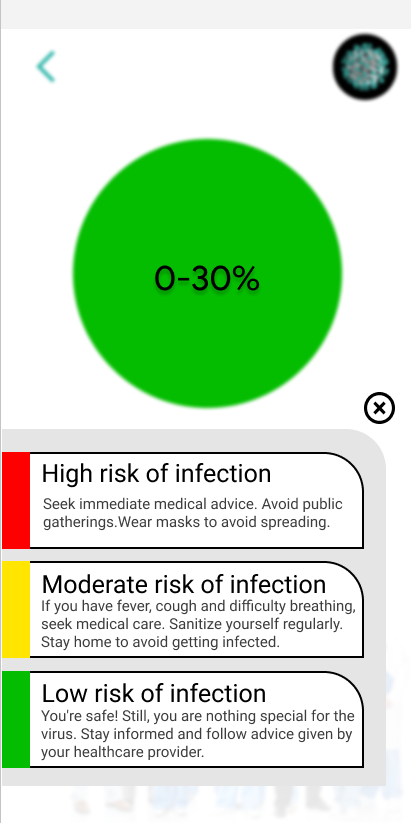 0-30%
High risk of infection
Seek immediate medical advice. Avoid public
gatherings.Wear masks to avoid spreading.
Moderate risk of infection
If you have fever, cough and difficulty breathing,
seek medical care. Sanitize yourself regularly.
Stay home to avoid getting infected.
Low risk of infection
You're safe! Still, you are nothing special for the
virus. Stay informed and follow advice given by
your healthcare provider.